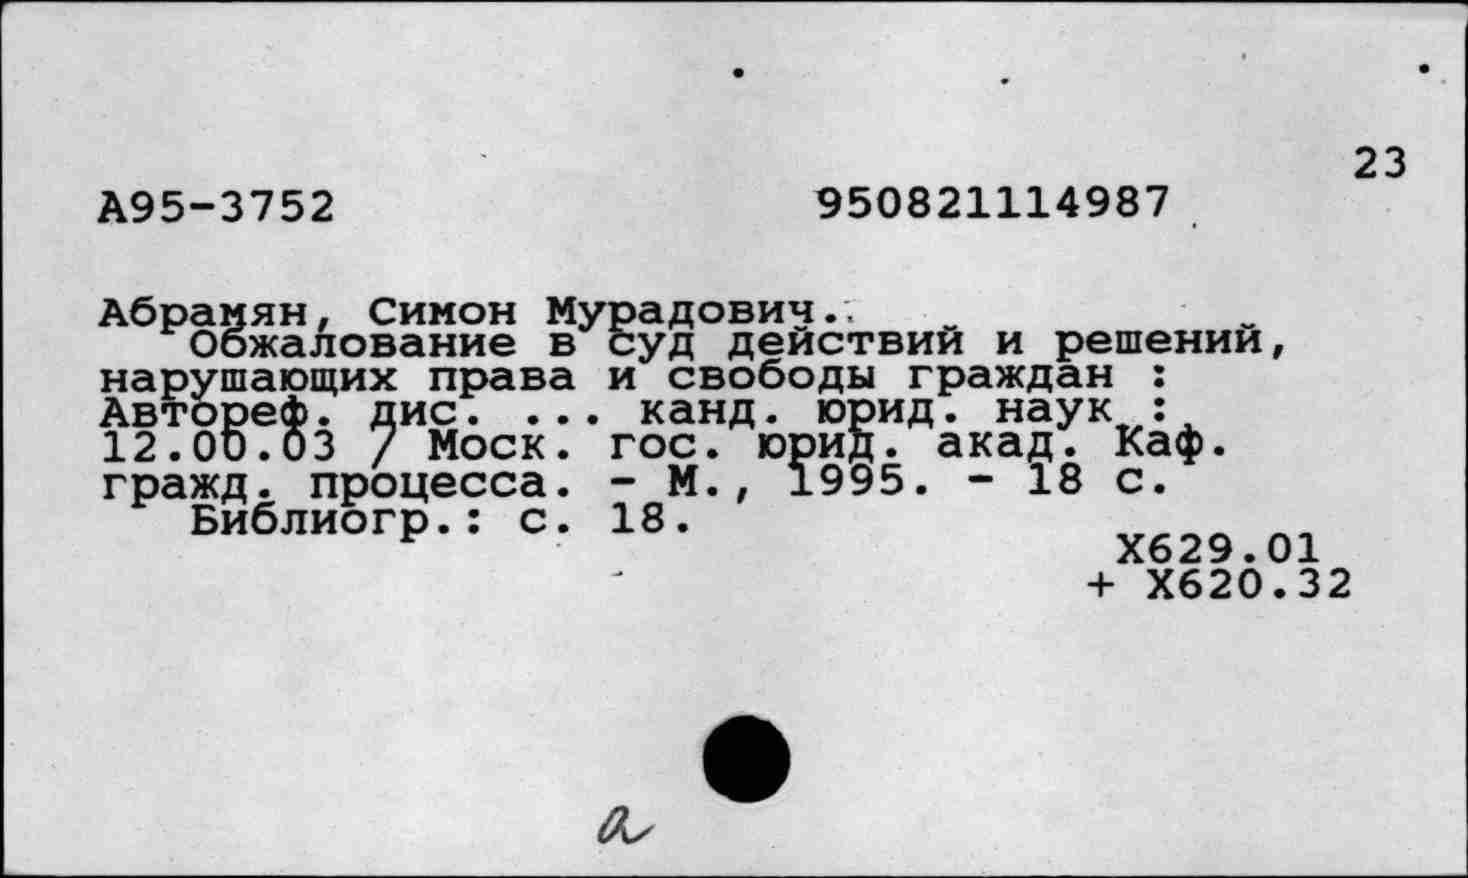 23
А95-3752 950821114987
Абрамян, Симон Мурадович..
Обжалование в суд действий и решений,
нарушающих права и свободы граждан :
Автореф. дис. ... канд. юрид. наук :
12.00.03 / Моск. гос. юрид. акад. Каф.
гражд. процесса. - М., 1995. - 18 с.
Библиогр.: с. 18.
Х629.01
+ Х620.32
а